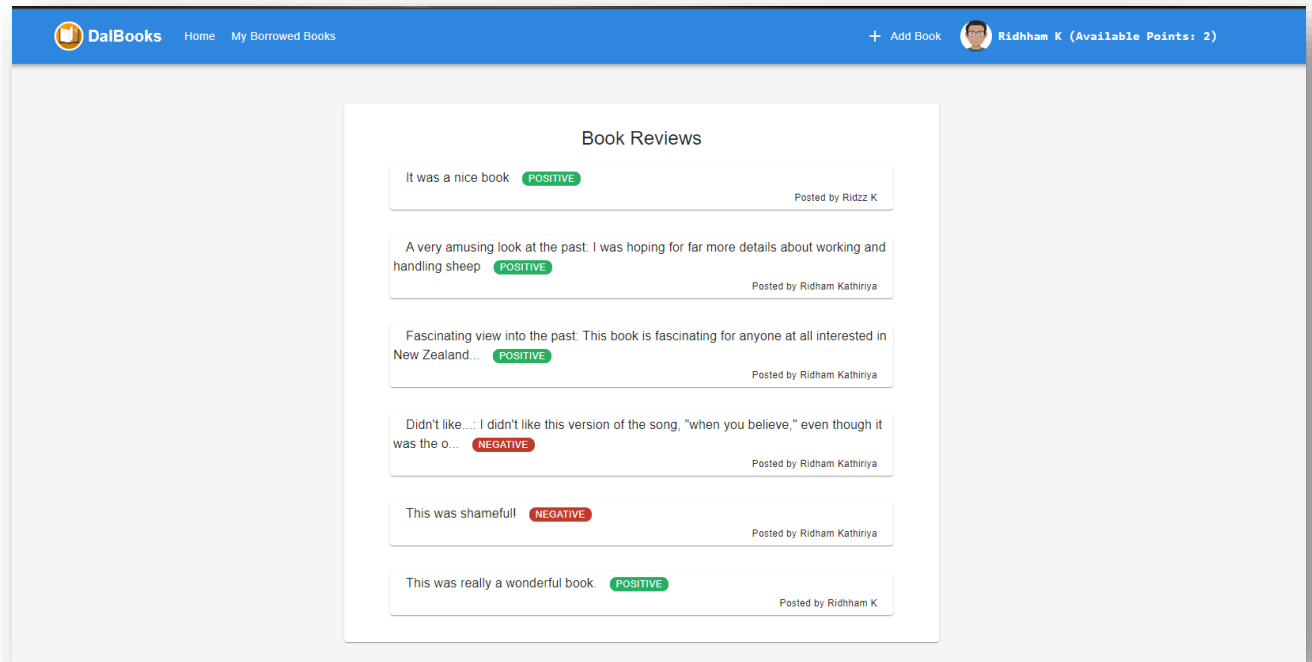 DalBooks Home My Borrowed Books + Add Book Ridhham K (Available Points: 2)
Book Reviews
It was a nice book POSITIVE
Posted by Ridzz K
A very amusing look at the past: I was hoping for far more details about working and
handling sheep POSITIVE
Posted by Ridham Kathiriya
Fascinating view into the past: This book is fascinating for anyone at all interested in
New Zealand... POSITIVE
Posted by Ridham Kathiriya
Didn't like...: I didn't like this version of the song, "when you believe," even though it
was the o... NEGATIVE
Posted by Ridham Kathiriya
This was shameful! NEGATIVE
Posted by Ridham Kathiriya
This was really a wonderful book. POSITIVE
Posted by Ridhham K